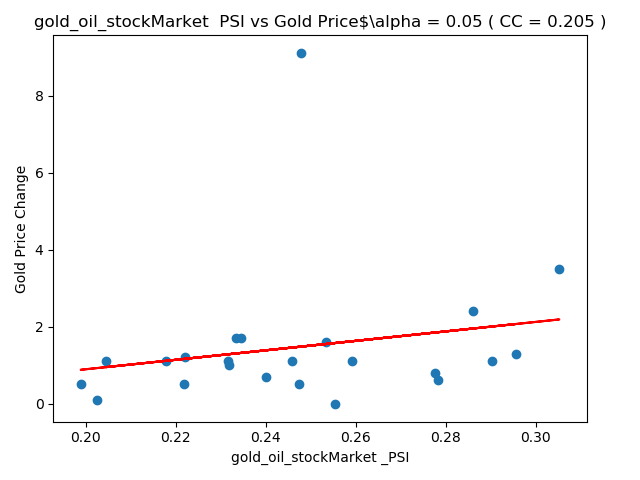 gold_oil_stockMarket  PSI vs Gold Price$\alpha = 0.05 ( CC = 0.205 )
8
6
4
2
0
Gold Price Change
0.20 0.22 0.24 0.26 0.28 0.30
gold_oil_stockMarket _PSI